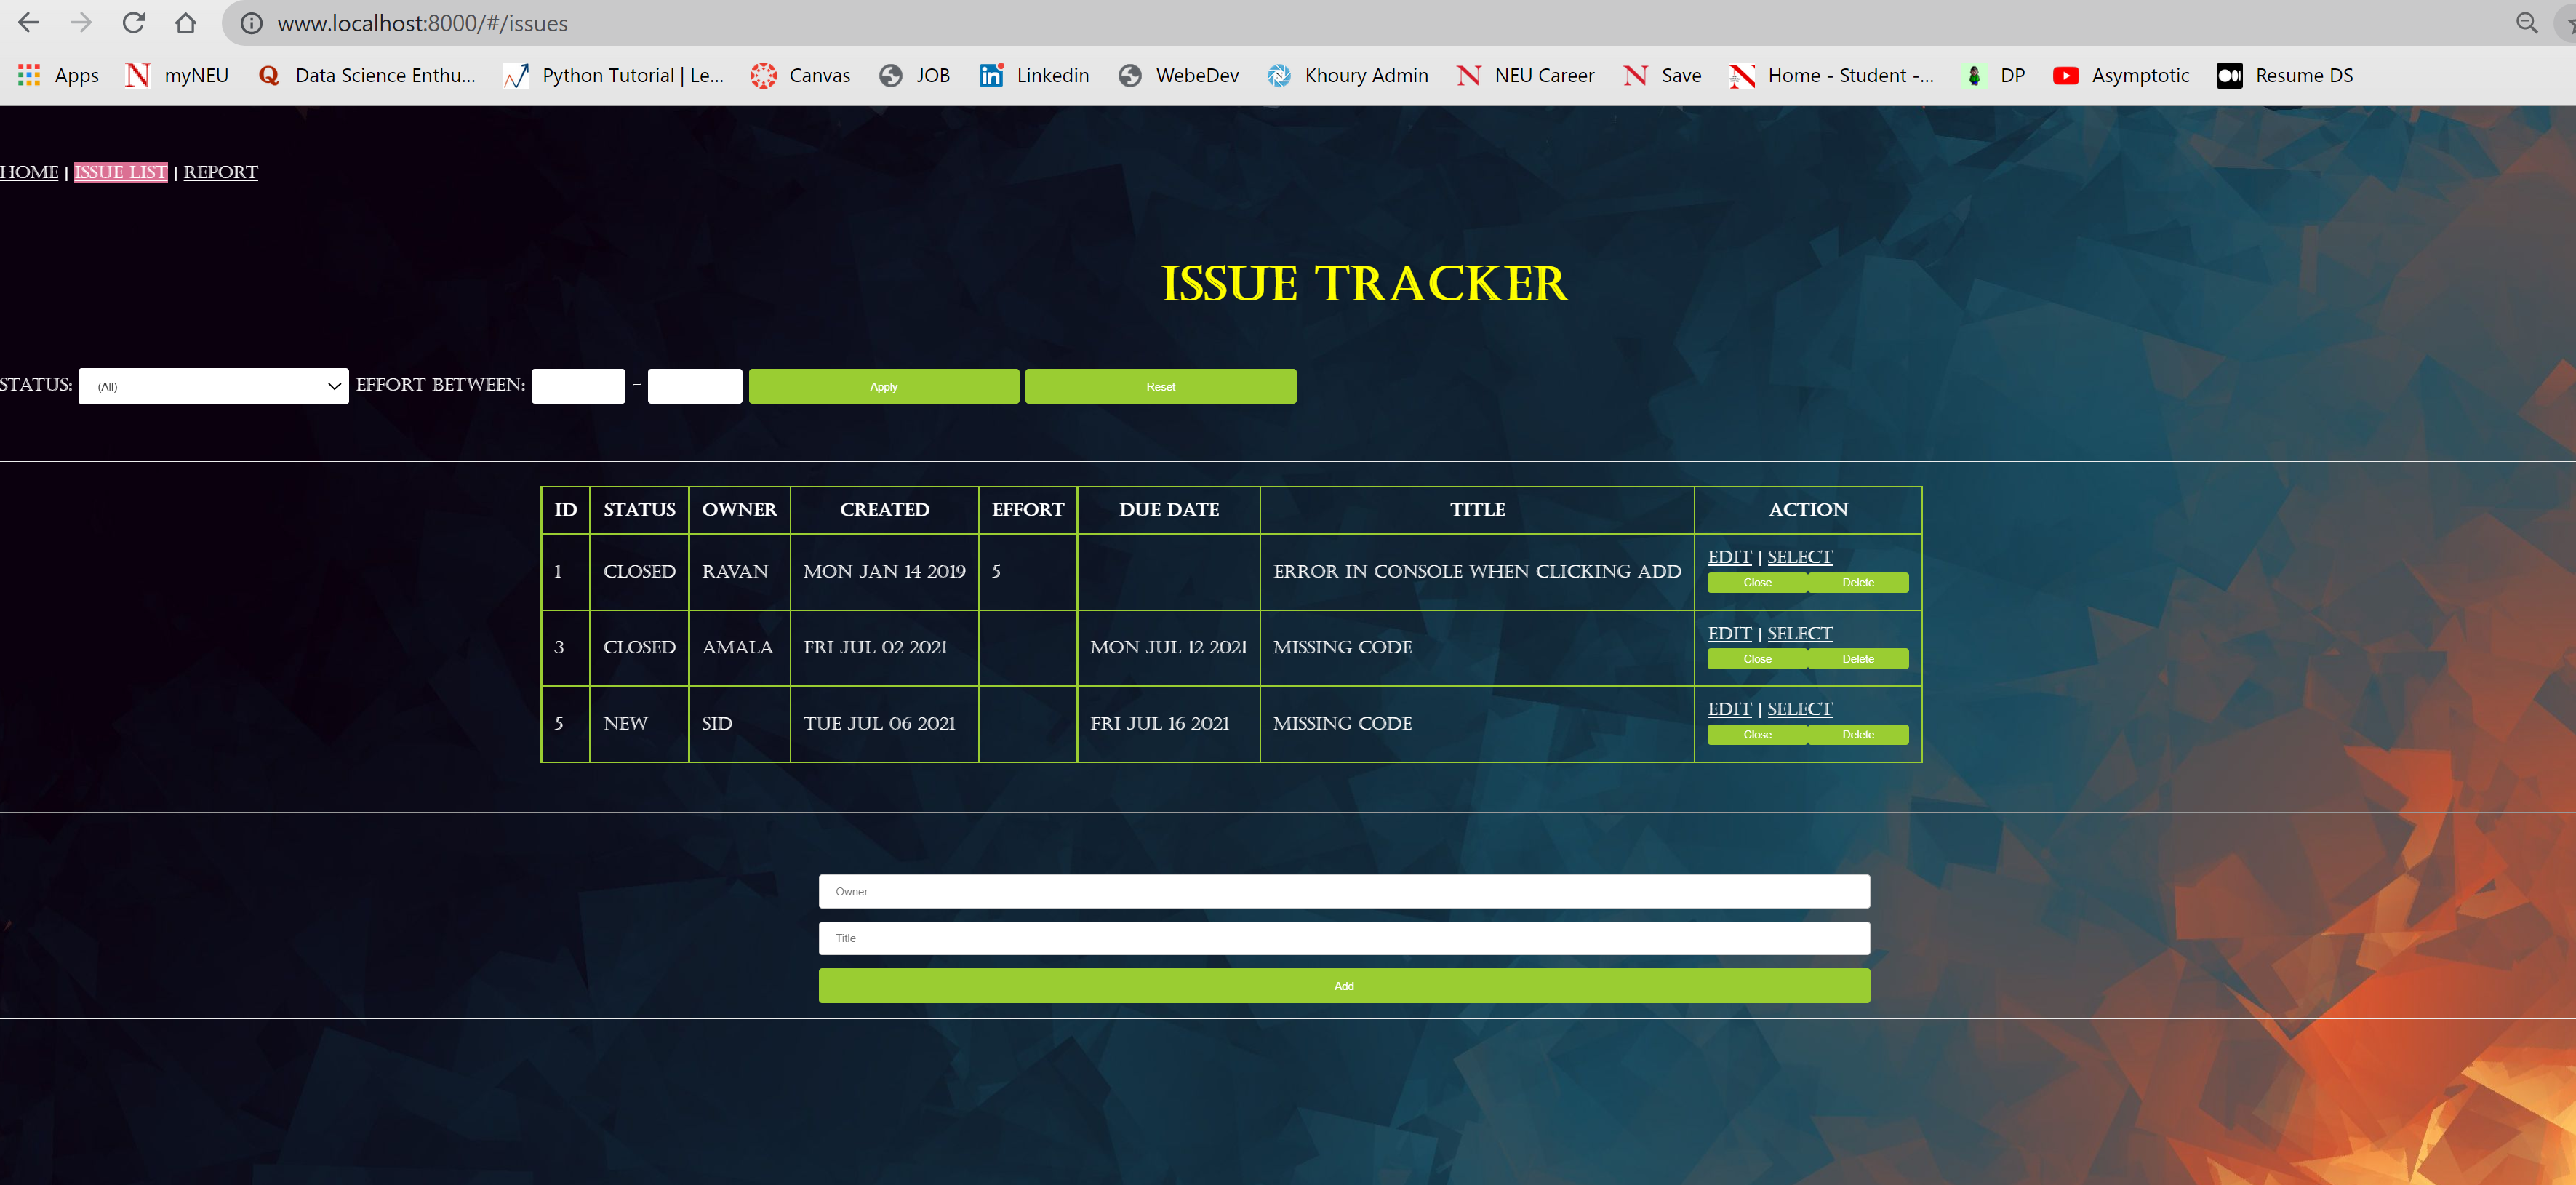 www.localhost:8000/#/issues
Apps myNEU Data Science Enthu... Python Tutorial | Le... Canvas JOB Linkedin WebeDev Khoury Admin NEU Career Save Home - Student -... DP Asymptotic Resume DS
HOME | ISSUE LIST | REPORT
ISSUE TRACKER
STATUS: (All) EFFORT BETWEEN: - Apply Reset
ID STATUS OWNER CREATED EFFORT DUE DATE TITLE ACTION
1 CLOSED RAVAN MON JAN 14 2019 5 ERROR IN CONSOLE WHEN CLICKING ADD EDIT | SELECT
Close Delete
3 CLOSED AMALA FRI JUL 02 2021 MON JUL 12 2021 MISSING CODE EDIT | SELECT
Close Delete
5 NEW SID TUE JUL 06 2021 FRI JUL 16 2021 MISSING CODE EDIT | SELECT
Close Delete
Owner
Title
Add